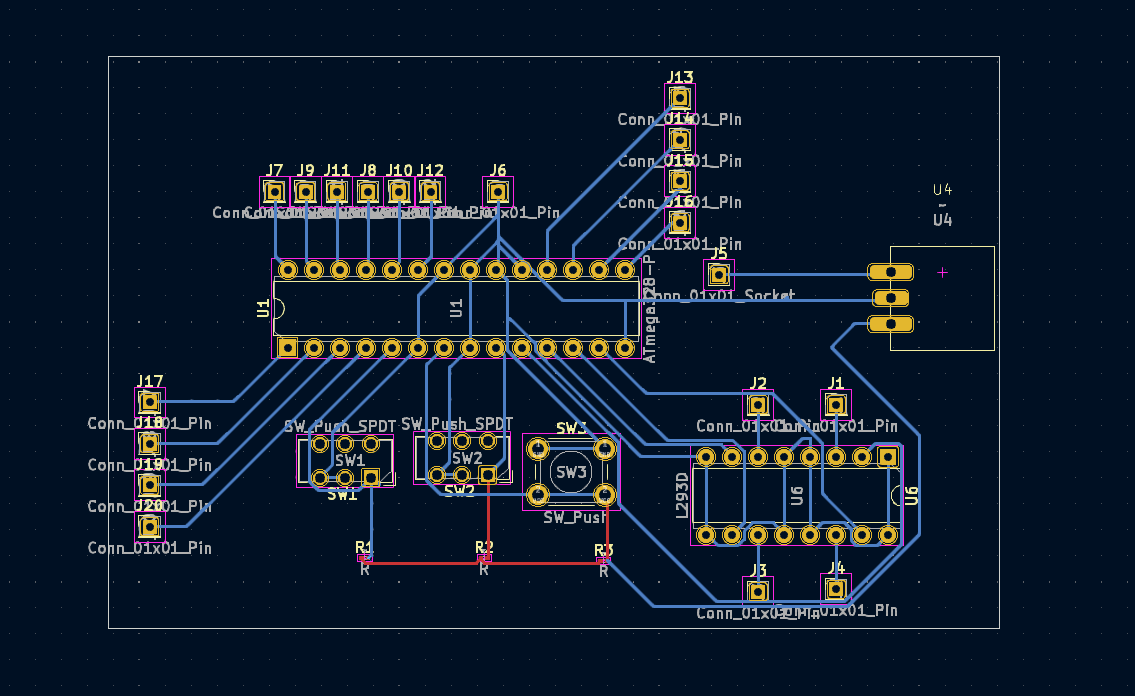 J13
Conn_01x01_Pin
J14
Conn_01x01_Pin
J15
Conn_01x01_Pin
J16
Conn_01x01_Pin
J7 J9 J11 J8 J10 J12 J6
U4
-
U4
J5
Conn_01x01_Socket
U1
U1
ATmega328-P
J17
Conn_01x01_Pin
J18
Conn_01x01_Pin
J19
Conn_01x01_Pin
J20
Conn_01x01_Pin
SW_Push_SPDT
SW1
SW1
SW_Push_SPDT
SW2
SW2
SW3
SW3
SW_Push
J2 J1
Conn_01x01_Pin
L293D
U6
U6
R1
R
R2
R
R3
R
J3 J4
Conn_01x01_Pin